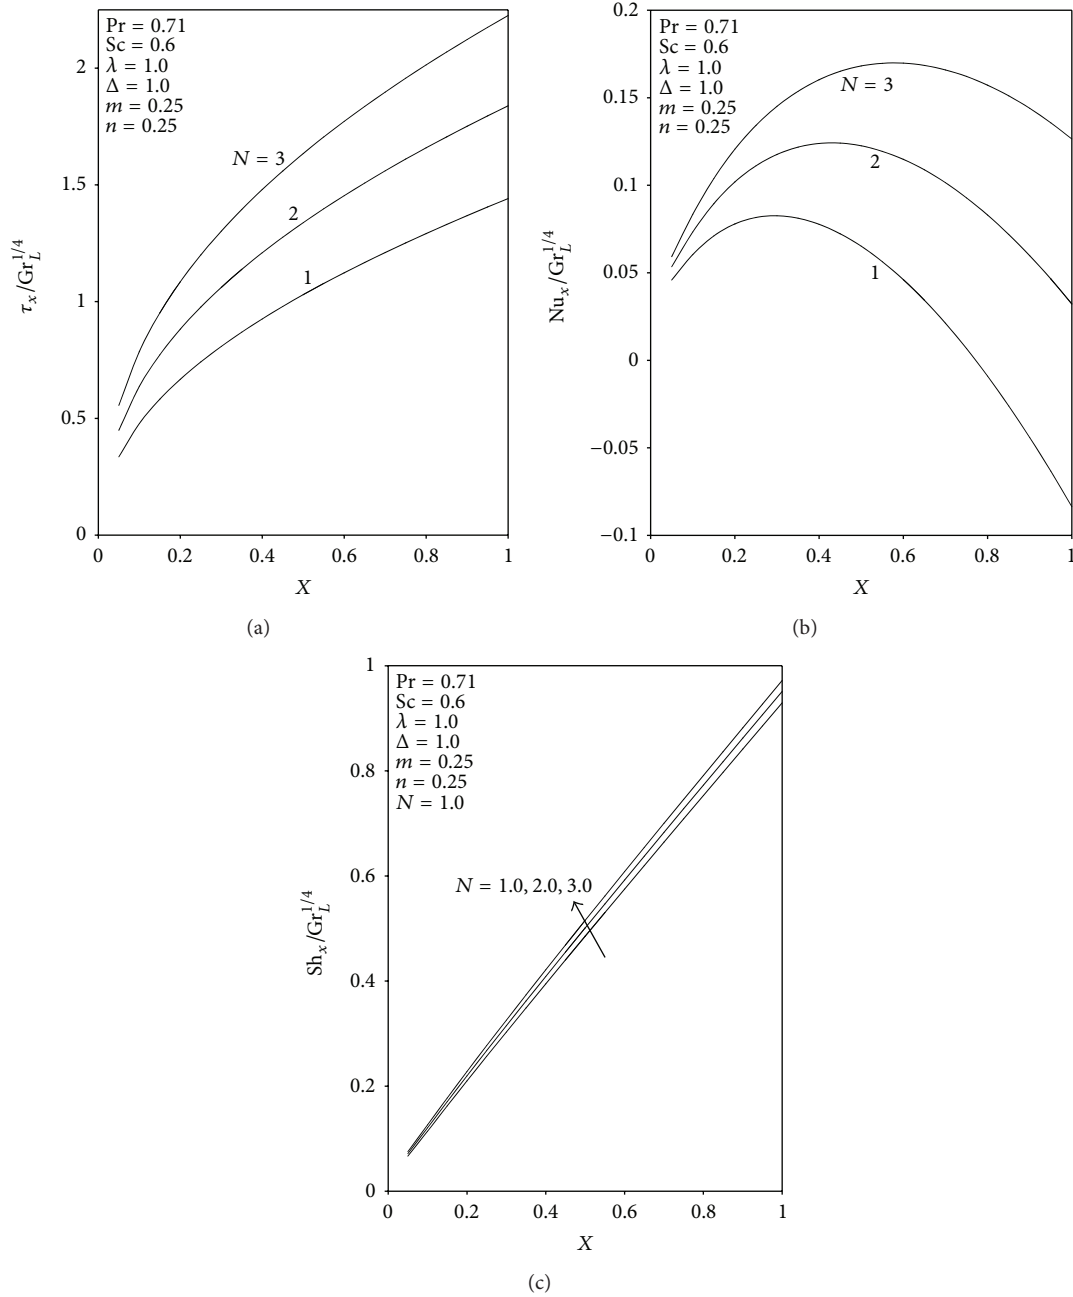 Pr = 0.71
Sc = 0.6
λ = 1.0
Δ = 1.0
m = 0.25
n = 0.25
N = 3
2
1
2
1.5
1
0.5
0
0
0.2
0.4
0.6
0.8
1
τx/GrL^1/4
X
(a)
Pr = 0.71
Sc = 0.6
λ = 1.0
Δ = 1.0
m = 0.25
n = 0.25
N = 3
2
1
0.2
0.15
0.1
0.05
0
−0.05
−0.1
0
0.2
0.4
0.6
0.8
1
Nux/GrL^1/4
X
(b)
Pr = 0.71
Sc = 0.6
λ = 1.0
Δ = 1.0
m = 0.25
n = 0.25
N = 1.0
N = 1.0, 2.0, 3.0
1
0.8
0.6
0.4
0.2
0
0
0.2
0.4
0.6
0.8
1
Shx/GrL^1/4
X
(c)